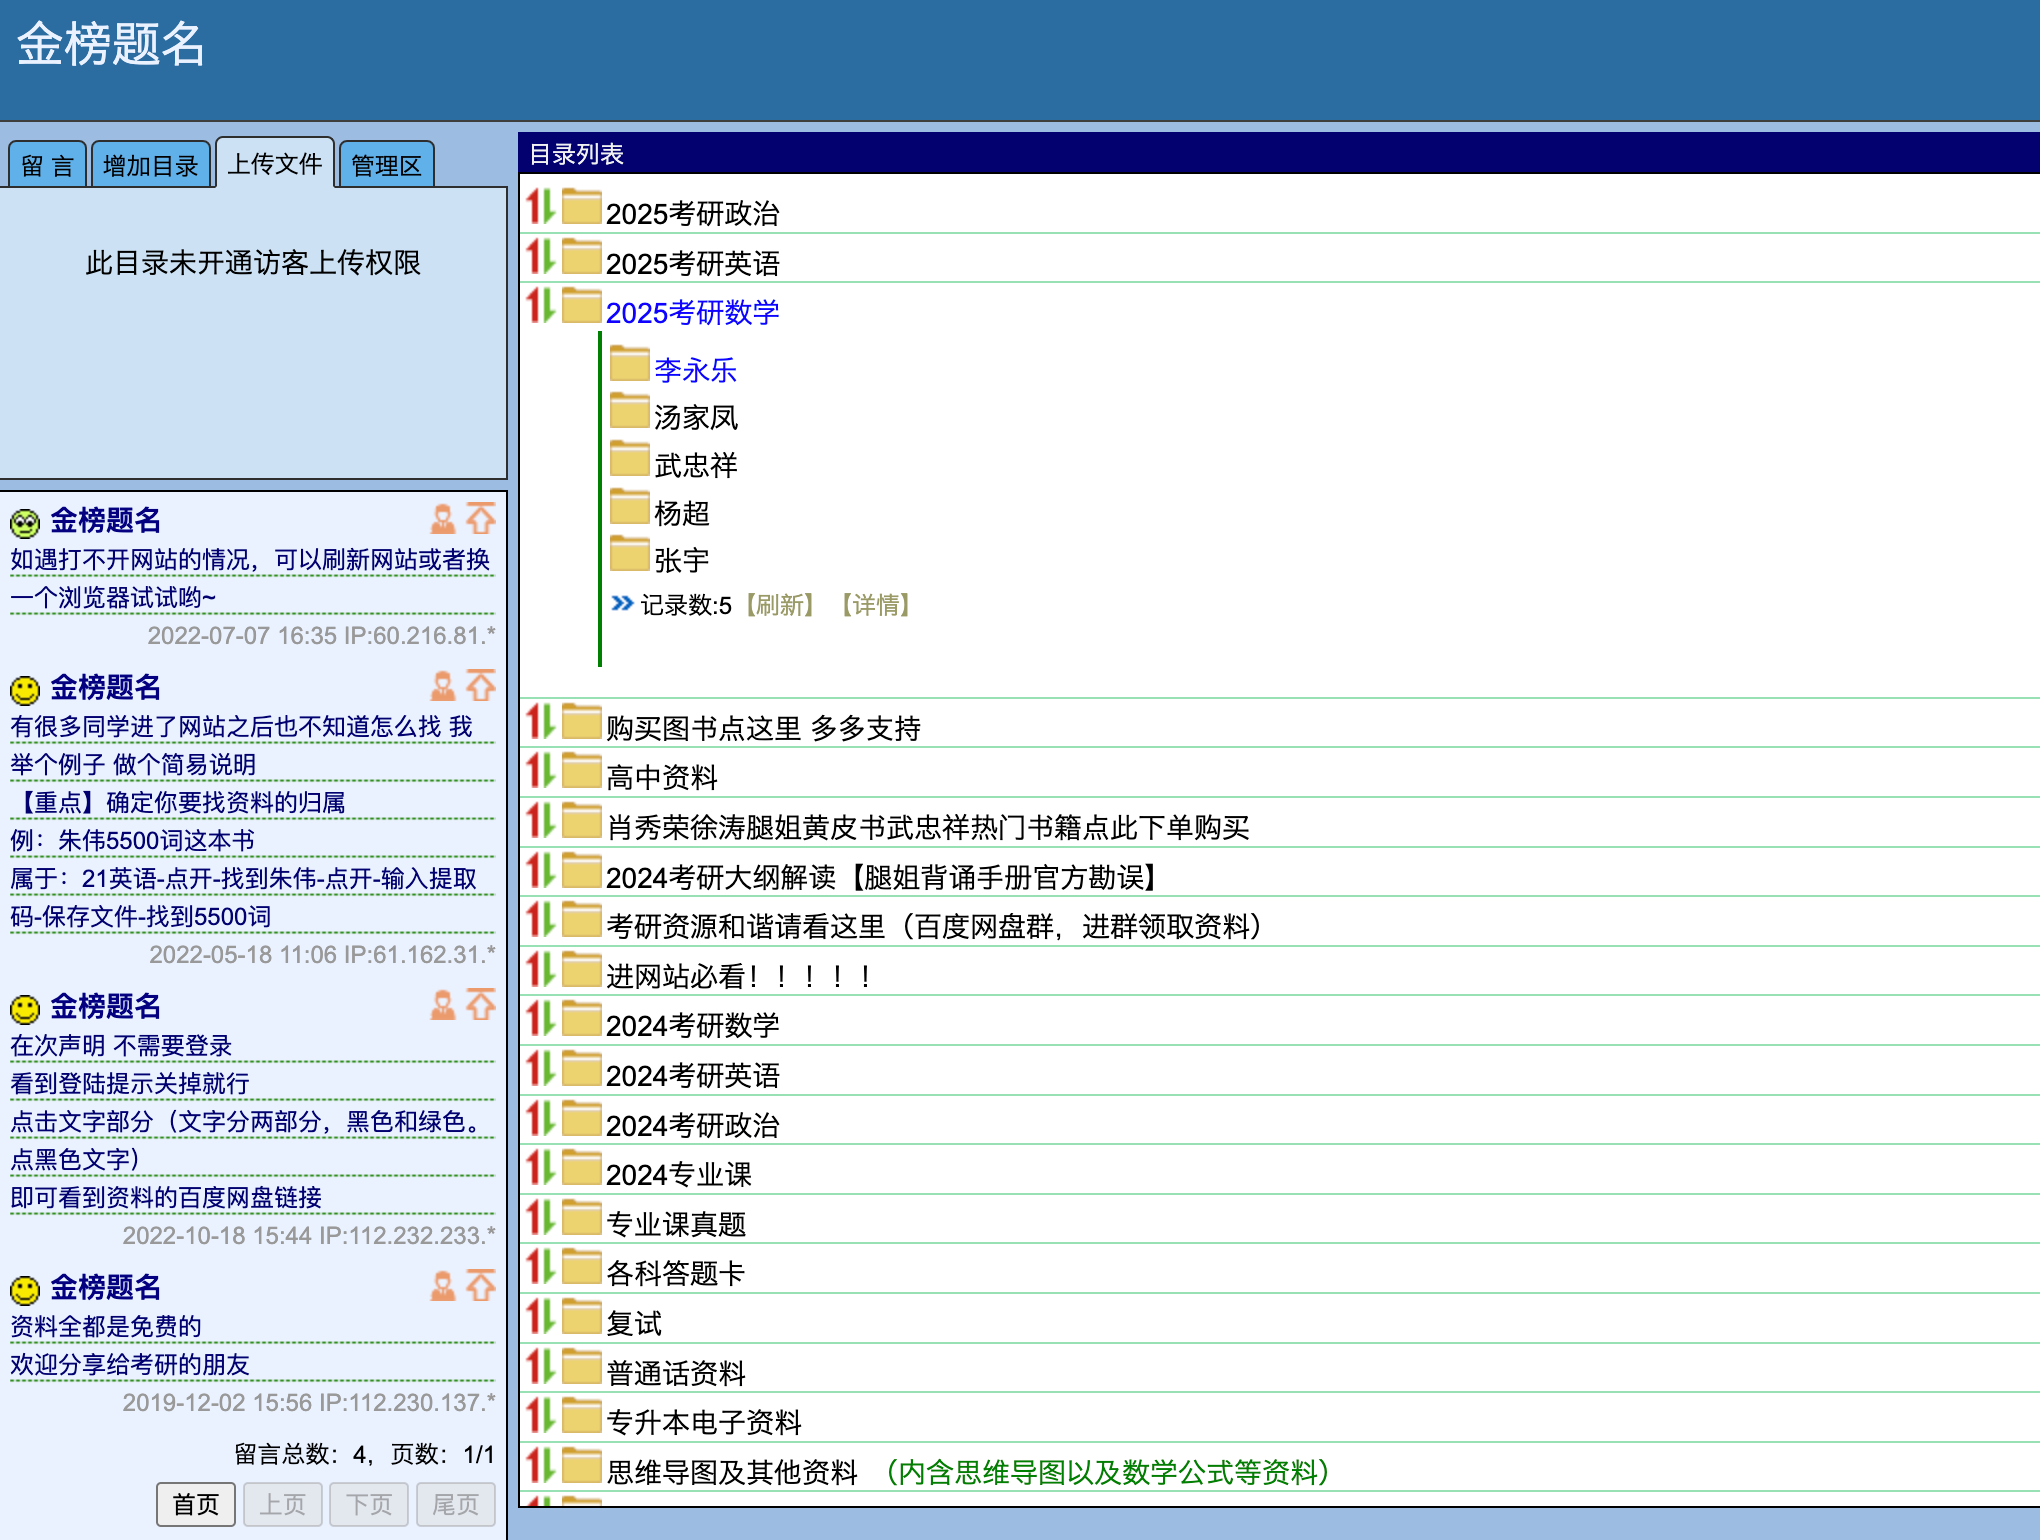 金榜题名
留 言
增加目录
上传文件
管理区
此目录未开通访客上传权限
金榜题名
如遇打不开网站的情况，可以刷新网站或者换
一个浏览器试试哟~
2022-07-07 16:35 IP:60.216.81.*
金榜题名
有很多同学进了网站之后也不知道怎么找 我
举个例子 做个简易说明
【重点】确定你要找资料的归属
例：朱伟5500词这本书
属于：21英语-点开-找到朱伟-点开-输入提取
码-保存文件-找到5500词
2022-05-18 11:06 IP:61.162.31.*
金榜题名
在次声明 不需要登录
看到登陆提示关掉就行
点击文字部分（文字分两部分，黑色和绿色。
点黑色文字）
即可看到资料的百度网盘链接
2022-10-18 15:44 IP:112.232.233.*
金榜题名
资料全都是免费的
欢迎分享给考研的朋友
2019-12-02 15:56 IP:112.230.137.*
留言总数：4，页数：1/1
首页 上页 下页 尾页
目录列表
2025考研政治
2025考研英语
2025考研数学
李永乐
汤家凤
武忠祥
杨超
张宇
记录数:5【刷新】【详情】
购买图书点这里 多多支持
高中资料
肖秀荣徐涛腿姐黄皮书武忠祥热门书籍点此下单购买
2024考研大纲解读【腿姐背诵手册官方勘误】
考研资源和谐请看这里（百度网盘群，进群领取资料）
进网站必看！！！！！
2024考研数学
2024考研英语
2024考研政治
2024专业课
专业课真题
各科答题卡
复试
普通话资料
专升本电子资料
思维导图及其他资料 （内含思维导图以及数学公式等资料）